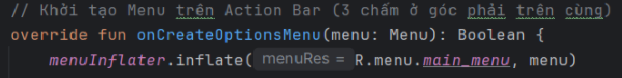 // Khởi tạo Menu trên Action Bar (3 chấm ở góc phải trên cùng)
override fun onCreateOptionsMenu(menu: Menu): Boolean {
menuInflater.inflate( menuRes = R.menu.main_menu, menu)